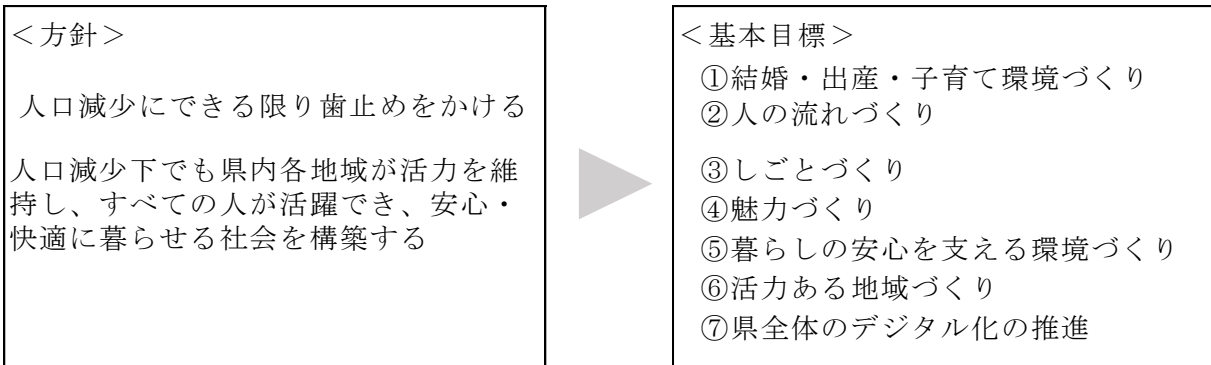 ＜方針＞
人口減少にできる限り歯止めをかける
人口減少下でも県内各地域が活力を維
持し、すべての人が活躍でき、安心・
快適に暮らせる社会を構築する
＜基本目標＞
①結婚・出産・子育て環境づくり
②人の流れづくり
③しごとづくり
④魅力づくり
⑤暮らしの安心を支える環境づくり
⑥活力ある地域づくり
⑦県全体のデジタル化の推進